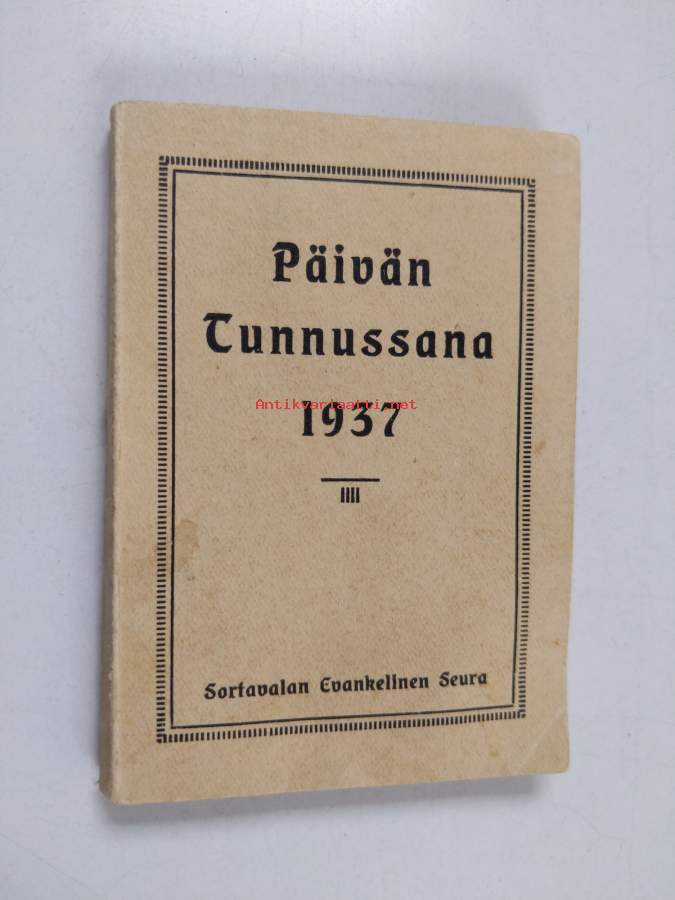 Päivän
Tunnussana
Antikvariaatti.net
1937
Sortavalan Evankelinen Seura